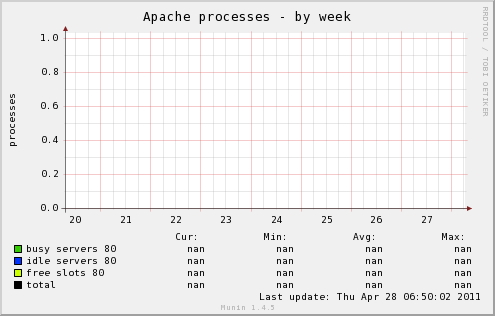 Apache processes - by week
RRDTOOL / TOBI OETIKER
processes
1.0
0.8
0.6
0.4
0.2
0.0
20 21 22 23 24 25 26 27
Cur: Min: Avg: Max:
busy servers 80 nan nan nan nan
idle servers 80 nan nan nan nan
free slots 80 nan nan nan nan
total nan nan nan nan
Last update: Thu Apr 28 06:50:02 2011
Munin 1.4.5